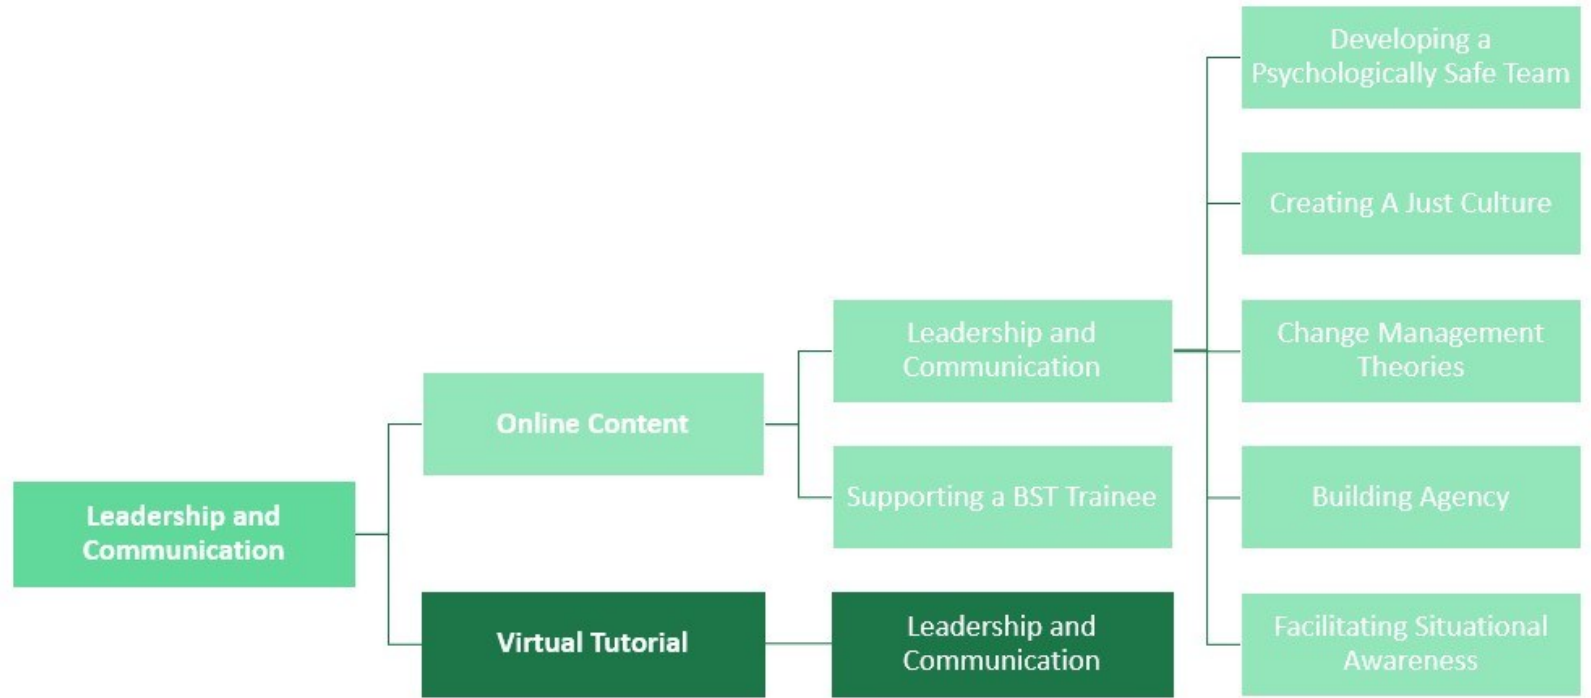 Leadership and
Communication
Online Content
Virtual Tutorial
Leadership and
Communication
Supporting a BST Trainee
Leadership and
Communication
Developing a
Psychologically Safe Team
Creating A Just Culture
Change Management
Theories
Building Agency
Facilitating Situational
Awareness